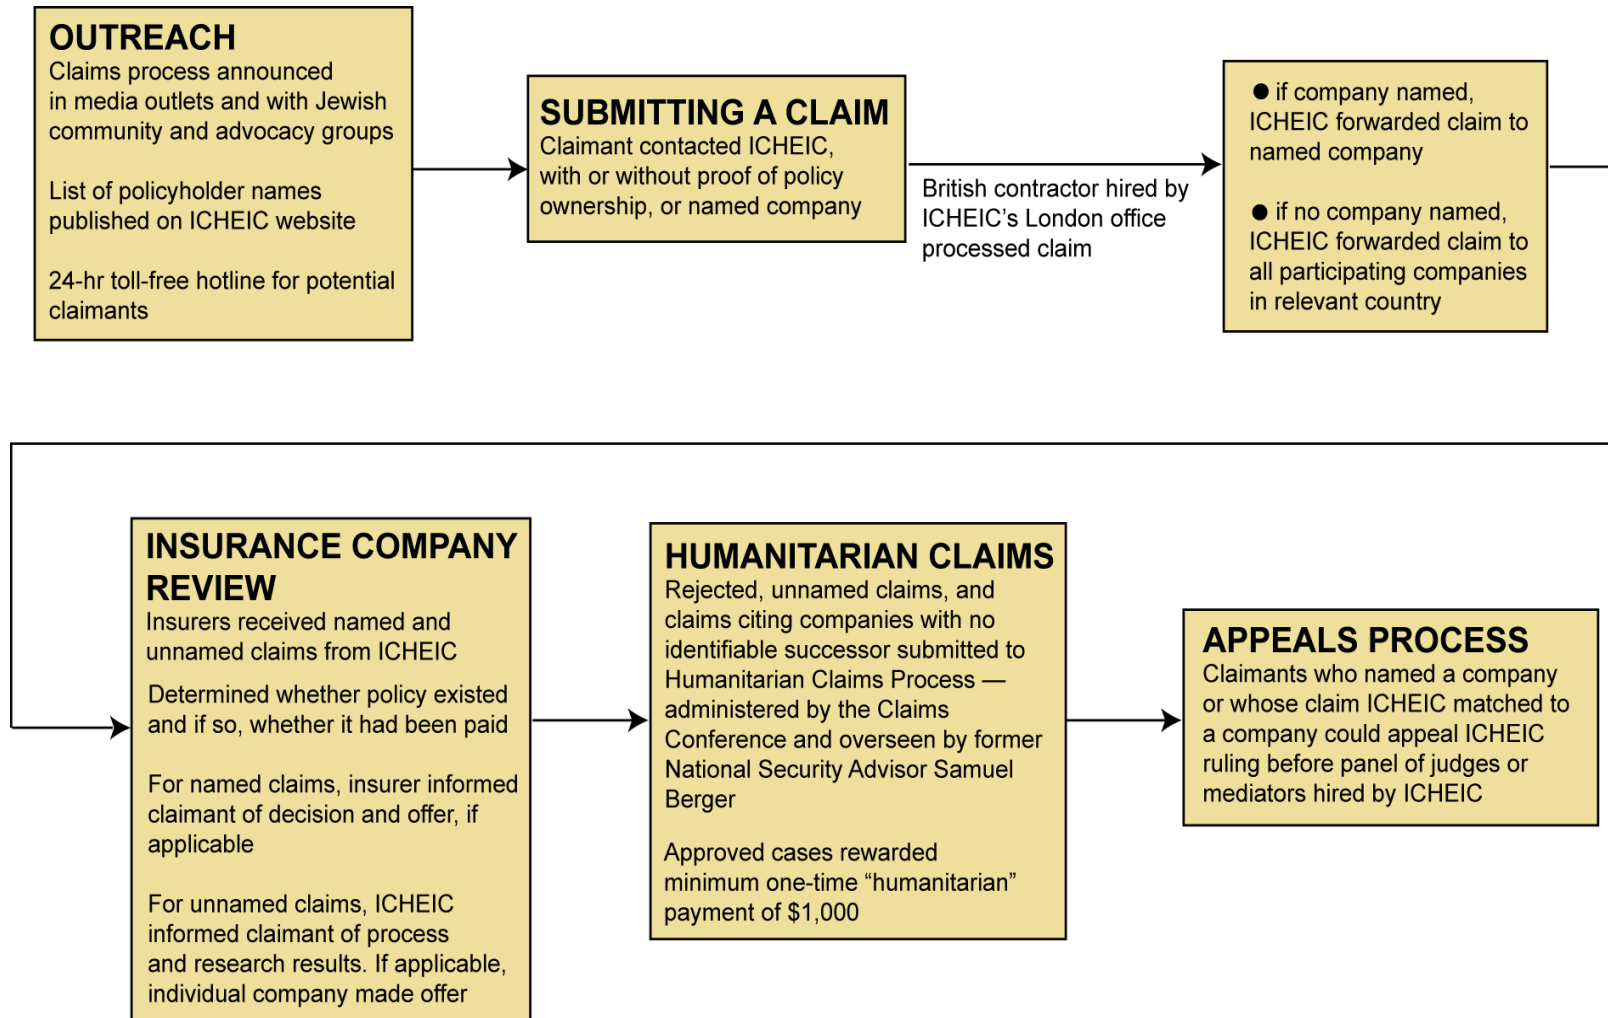 OUTREACH
Claims process announced
in media outlets and with Jewish
community and advocacy groups
List of policyholder names
published on ICHEIC website
24-hr toll-free hotline for potential
claimants
SUBMITTING A CLAIM
Claimant contacted ICHEIC,
with or without proof of policy
ownership, or named company
British contractor hired by
ICHEIC's London office
processed claim
● if company named,
ICHEIC forwarded claim to
named company
● if no company named,
ICHEIC forwarded claim to
all participating companies
in relevant country
INSURANCE COMPANY
REVIEW
Insurers received named and
unnamed claims from ICHEIC
Determined whether policy existed
and if so, whether it had been paid
For named claims, insurer informed
claimant of decision and offer, if
applicable
For unnamed claims, ICHEIC
informed claimant of process
and research results. If applicable,
individual company made offer
HUMANITARIAN CLAIMS
Rejected, unnamed claims, and
claims citing companies with no
identifiable successor submitted to
Humanitarian Claims Process —
administered by the Claims
Conference and overseen by former
National Security Advisor Samuel
Berger
Approved cases rewarded
minimum one-time “humanitarian”
payment of $1,000
APPEALS PROCESS
Claimants who named a company
or whose claim ICHEIC matched to
a company could appeal ICHEIC
ruling before panel of judges or
mediators hired by ICHEIC